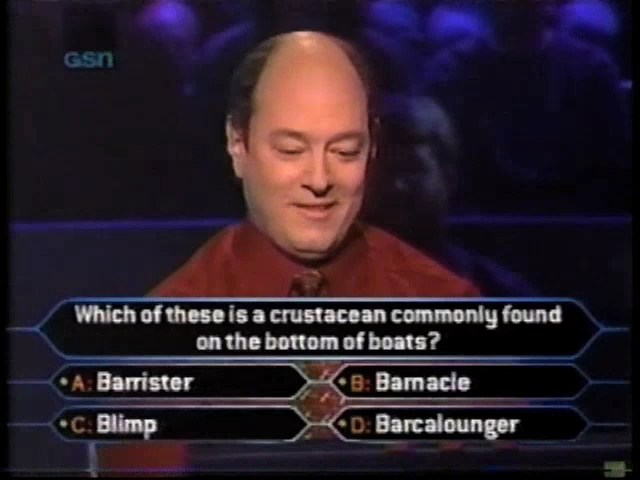 GSN
Which of these is a crustacean commonly found
on the bottom of boats?
A: Barrister
B: Barnacle
C: Blimp
D: Barcalounger